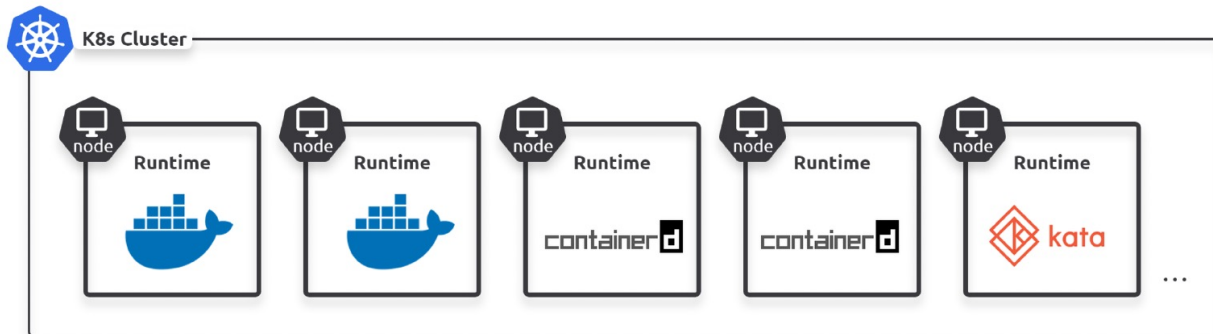 K8s Cluster
node
Runtime
node
Runtime
node
Runtime
containerd
node
Runtime
containerd
node
Runtime
kata
...